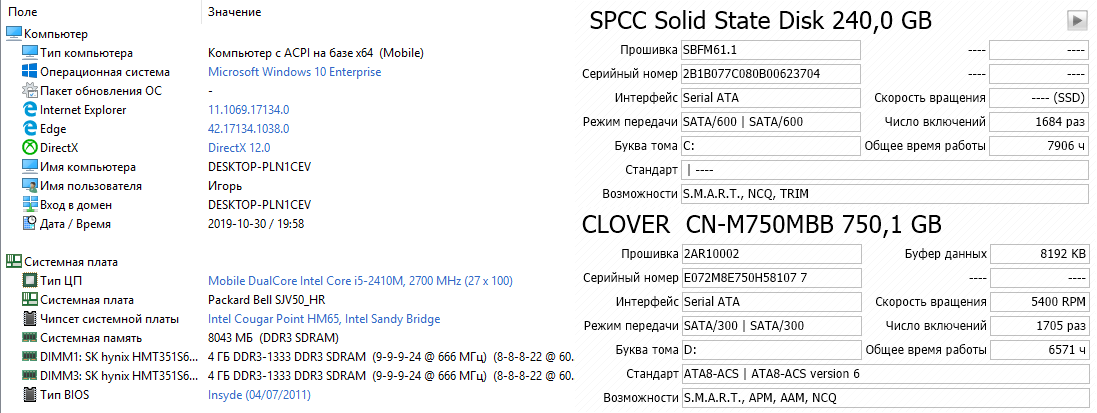 Поле Значение
Компьютер
Тип компьютера Компьютер с ACPI на базе x64 (Mobile)
Операционная система Microsoft Windows 10 Enterprise
Пакет обновления ОС -
Internet Explorer 11.1069.17134.0
Edge 42.17134.1038.0
DirectX DirectX 12.0
Имя компьютера DESKTOP-PLN1CEV
Имя пользователя Игорь
Вход в домен DESKTOP-PLN1CEV
Дата / Время 2019-10-30 / 19:58
Системная плата
Тип ЦП Mobile DualCore Intel Core i5-2410M, 2700 MHz (27 x 100)
Системная плата Packard Bell SJV50_HR
Чипсет системной платы Intel Cougar Point HM65, Intel Sandy Bridge
Системная память 8043 МБ (DDR3 SDRAM)
DIMM1: SK hynix HMT351S6... 4 ГБ DDR3-1333 DDR3 SDRAM (9-9-9-24 @ 666 МГц) (8-8-8-22 @ 60...
DIMM3: SK hynix HMT351S6... 4 ГБ DDR3-1333 DDR3 SDRAM (9-9-9-24 @ 666 МГц) (8-8-8-22 @ 60...
Тип BIOS Insyde (04/07/2011)
SPCC Solid State Disk 240,0 GB
Прошивка SBFM61.1 ---- ----
Серийный номер 2B1B077C080B00623704 ---- ----
Интерфейс Serial ATA Скорость вращения ---- (SSD)
Режим передачи SATA/600 | SATA/600 Число включений 1684 раз
Буква тома C: Общее время работы 7906 ч
Стандарт | ----
Возможности S.M.A.R.T., NCQ, TRIM
CLOVER CN-M750MBB 750,1 GB
Прошивка 2AR10002 Буфер данных 8192 KB
Серийный номер E072M8E750H58107 7 ---- ----
Интерфейс Serial ATA Скорость вращения 5400 RPM
Режим передачи SATA/300 | SATA/300 Число включений 1705 раз
Буква тома D: Общее время работы 6571 ч
Стандарт ATA8-ACS | ATA8-ACS version 6
Возможности S.M.A.R.T., APM, AAM, NCQ